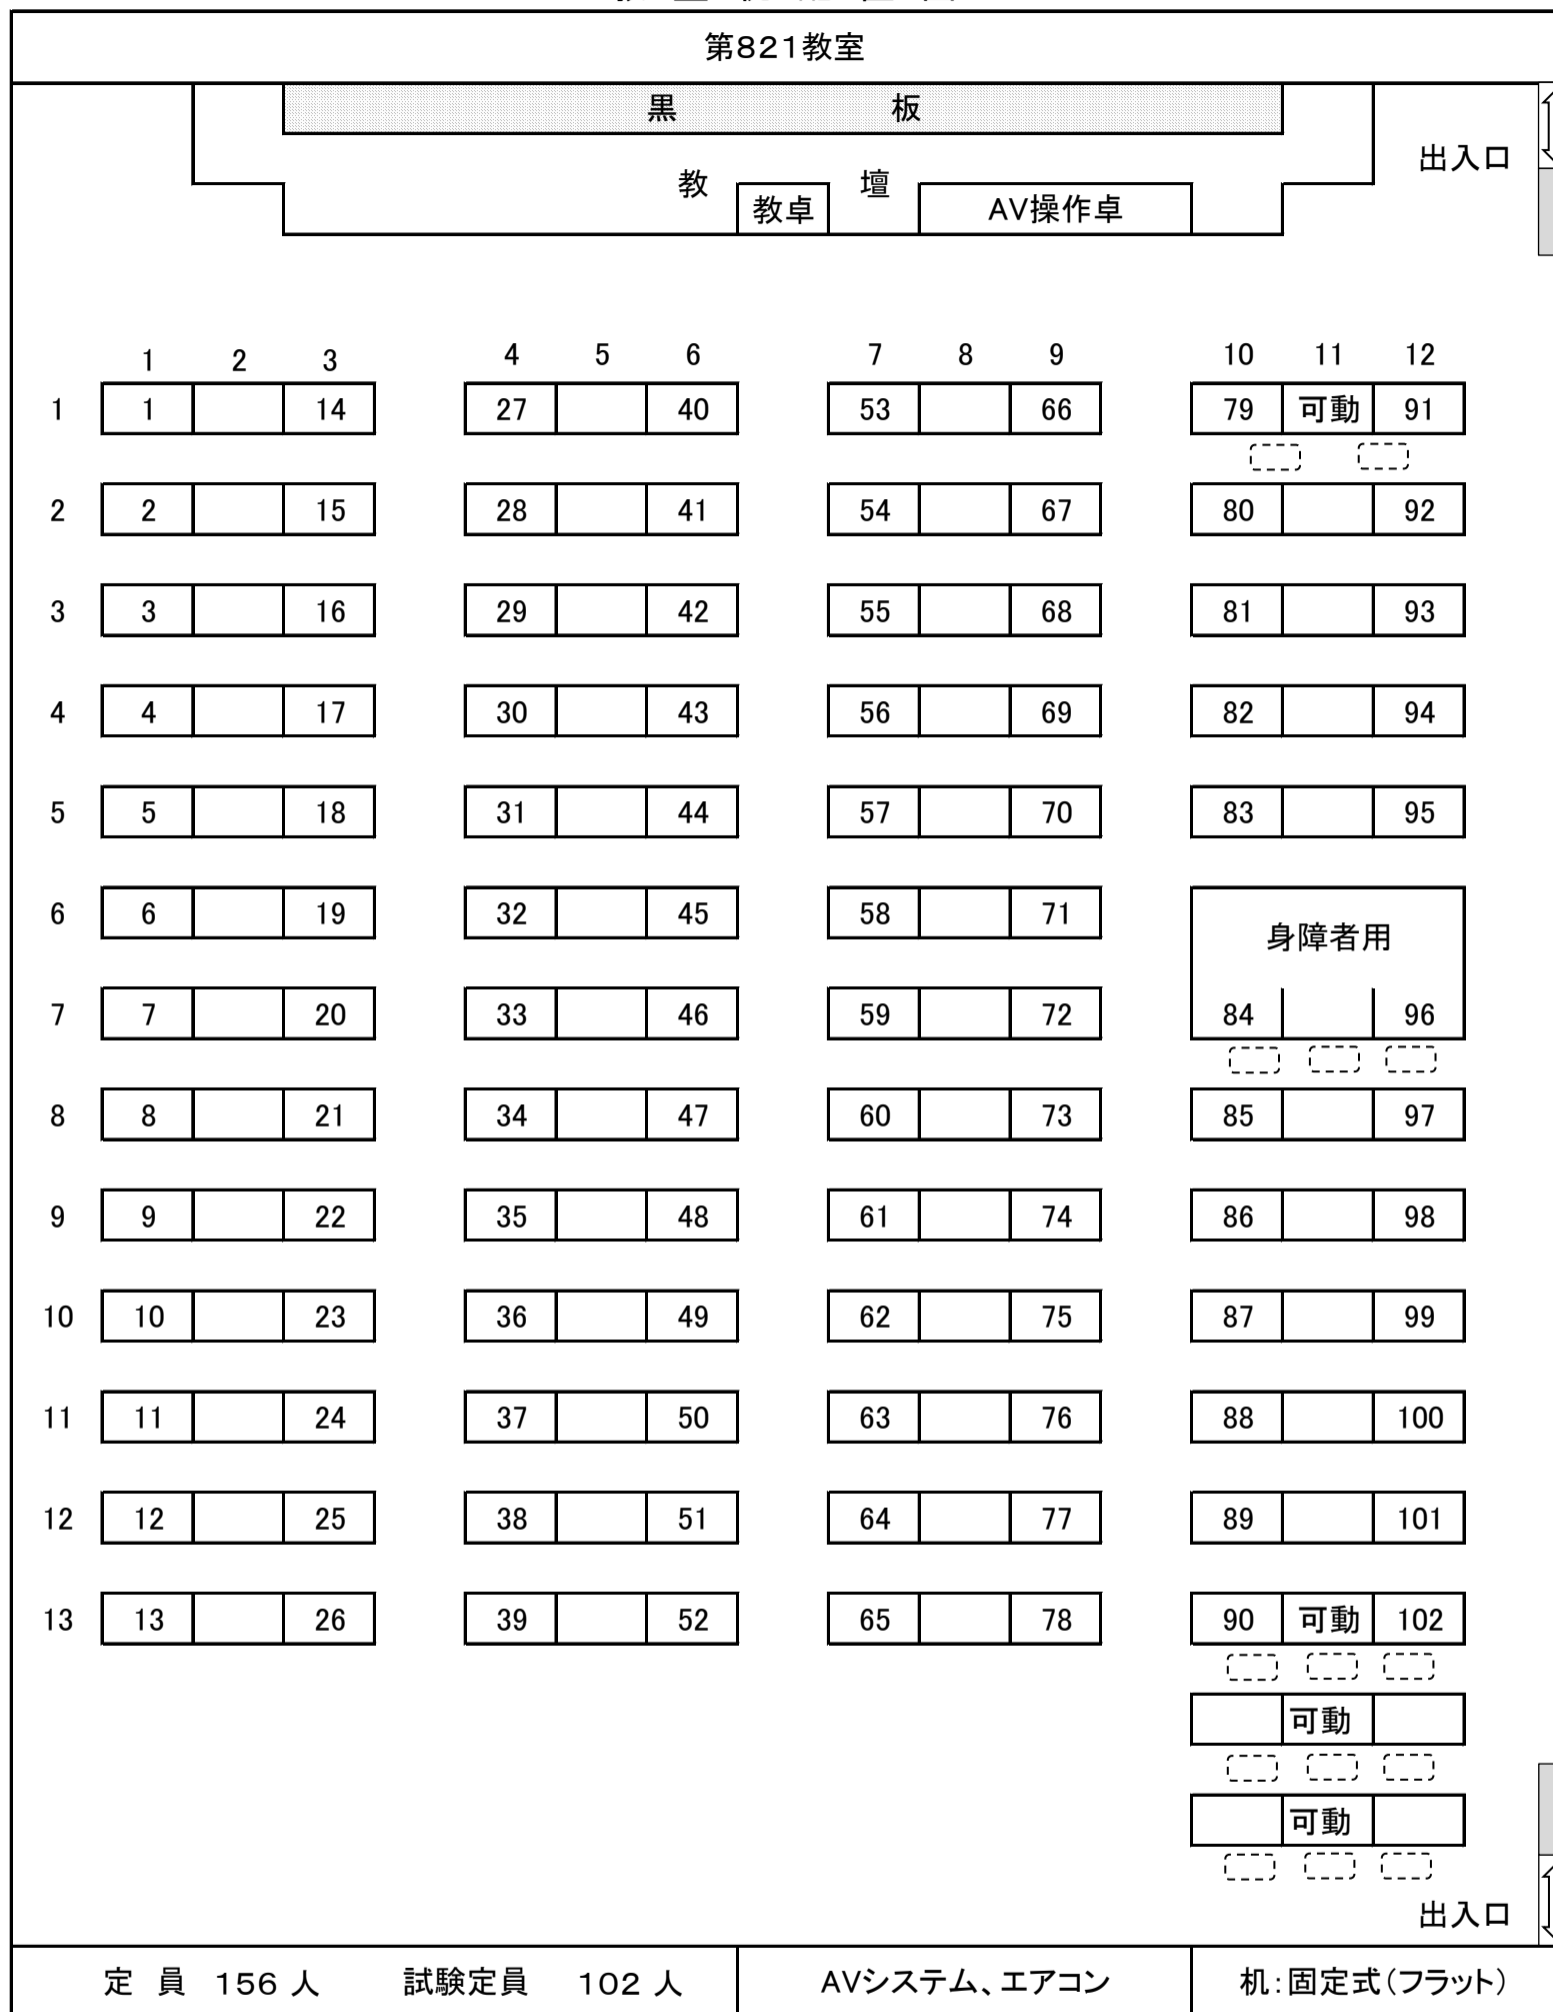 第821教室
黒 板
出入口
教 壇
教卓 AV操作卓
1 2 3 4 5 6 7 8 9 10 11 12
1 1 14 27 40 53 66 79 可動 91
2 2 15 28 41 54 67 80 92
3 3 16 29 42 55 68 81 93
4 4 17 30 43 56 69 82 94
5 5 18 31 44 57 70 83 95
6 6 19 32 45 58 71 身障者用
7 7 20 33 46 59 72 84 96
8 8 21 34 47 60 73 85 97
9 9 22 35 48 61 74 86 98
10 10 23 36 49 62 75 87 99
11 11 24 37 50 63 76 88 100
12 12 25 38 51 64 77 89 101
13 13 26 39 52 65 78 90 可動 102
可動
可動
出入口
定 員 156 人 試験定員 102 人 AVシステム、エアコン 机:固定式(フラット)